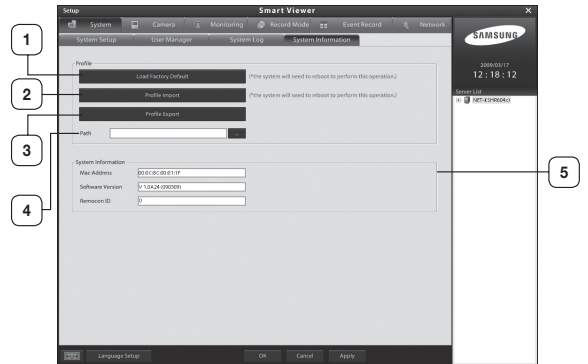 Setup
Smart Viewer
System Camera Monitoring Record Mode Event Record Network
System Setup User Manager System Log System Information
SAMSUNG
2009/03/17
12 : 18 : 12
Server List
Profile
Load Factory Default (*the system will need to reboot to perform this operation.)
Profile Import (*the system will need to reboot to perform this operation.)
Profile Export
Path ...
System Information
Mac Address
Software Version
Remocon ID 0
Language Setup OK Cancel Apply
1
2
3
4
5